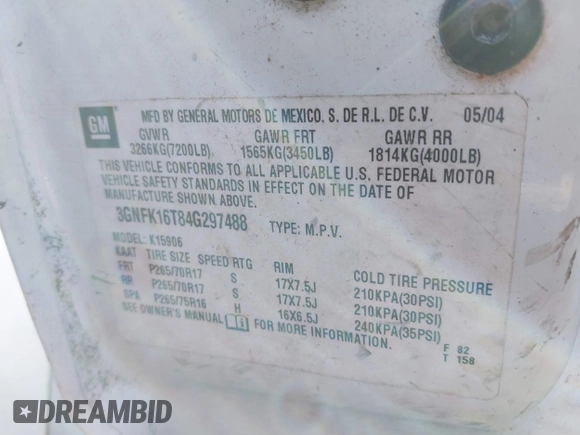 GM
MFD BY GENERAL MOTORS DE MEXICO, S. DE R.L. DE C.V. 05/04
GVWR GAWR FRT GAWR RR
3266KG(7200LB) 1565KG(3450LB) 1814KG(4000LB)
THIS VEHICLE CONFORMS TO ALL APPLICABLE U.S. FEDERAL MOTOR
VEHICLE SAFETY STANDARDS IN EFFECT ON THE DATE OF
MANUFACTURE SHOWN ABOVE.
3GNFK16T84G297488 TYPE: M.P.V.
MODEL: K15906
KAAT TIRE SIZE SPEED RTG RIM COLD TIRE PRESSURE
FRT P265/70R17 S 17X7.5J 210KPA(30PSI)
RR P265/70R17 S 17X7.5J 210KPA(30PSI)
SPA P265/75R16 H 16X6.5J 240KPA(35PSI)
SEE OWNER'S MANUAL FOR MORE INFORMATION.
F 82
T 158
DREAMBID